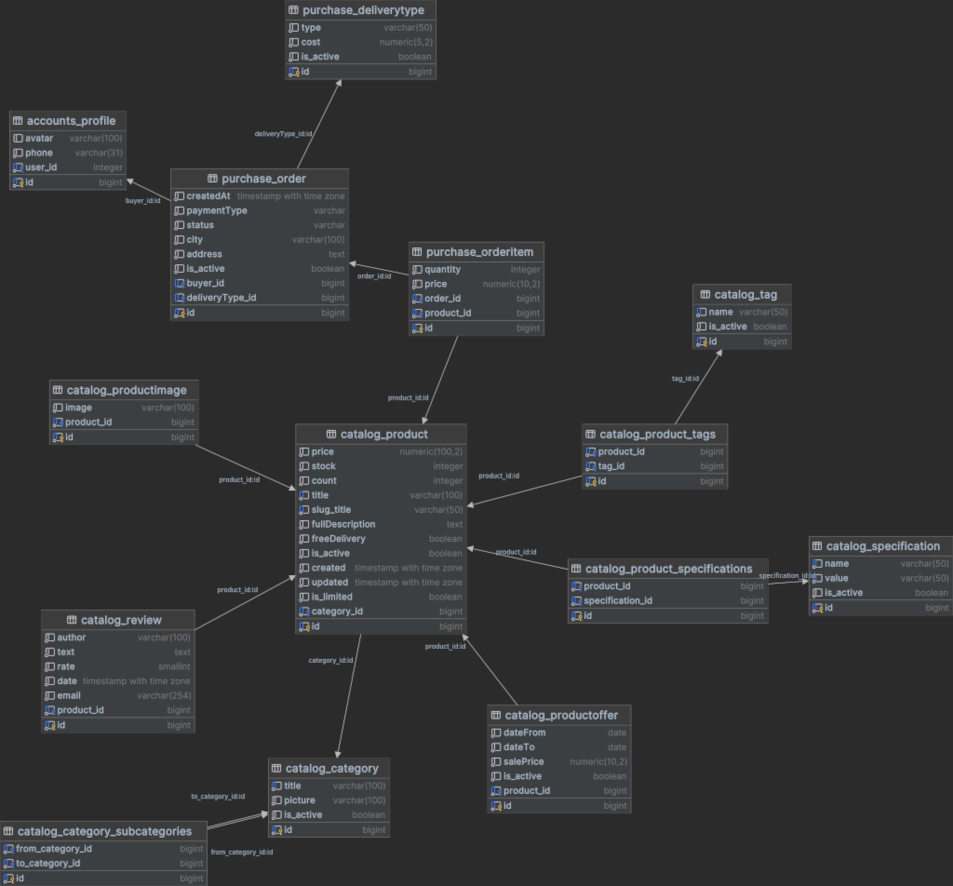 purchase_deliverytype
type varchar(50)
cost numeric(5,2)
is_active boolean
id bigint
deliveryType_id:id
accounts_profile
avatar varchar(100)
phone varchar(31)
user_id integer
id bigint
buyer_id:id
purchase_order
createdAt timestamp with time zone
paymentType varchar
status varchar
city varchar(100)
address text
is_active boolean
buyer_id bigint
deliveryType_id bigint
id bigint
order_id:id
purchase_orderitem
quantity integer
price numeric(10,2)
order_id bigint
product_id bigint
id bigint
product_id:id
catalog_tag
name varchar(50)
is_active boolean
id bigint
tag_id:id
catalog_productimage
image varchar(100)
product_id bigint
id bigint
product_id:id
catalog_product
price numeric(100,2)
stock integer
count integer
title varchar(100)
slug_title varchar(50)
fullDescription text
freeDelivery boolean
is_active boolean
created timestamp with time zone
updated timestamp with time zone
is_limited boolean
category_id bigint
id bigint
catalog_product_tags
product_id bigint
tag_id bigint
id bigint
product_id:id
catalog_product_specifications
product_id bigint
specification_id bigint
id bigint
product_id:id
specification_id:id
catalog_specification
name varchar(50)
value varchar(50)
is_active boolean
id bigint
catalog_review
author varchar(100)
text text
rate smallint
date timestamp with time zone
email varchar(254)
product_id bigint
id bigint
product_id:id
category_id:id
product_id:id
catalog_productoffer
dateFrom date
dateTo date
salePrice numeric(10,2)
is_active boolean
product_id bigint
id bigint
catalog_category
title varchar(100)
picture varchar(100)
is_active boolean
id bigint
to_category_id:id
from_category_id:id
catalog_category_subcategories
from_category_id bigint
to_category_id bigint
id bigint